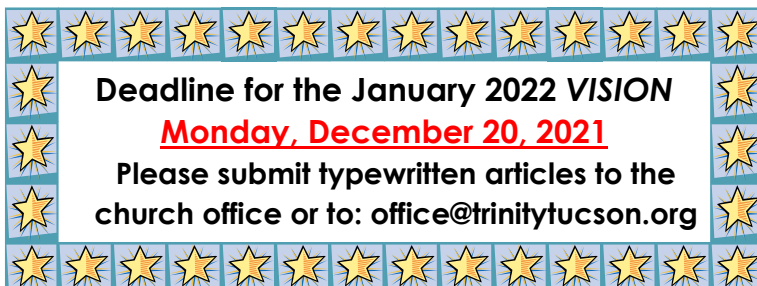 Deadline for the January 2022 VISION
Monday, December 20, 2021
Please submit typewritten articles to the
church office or to: office@trinitytucson.org